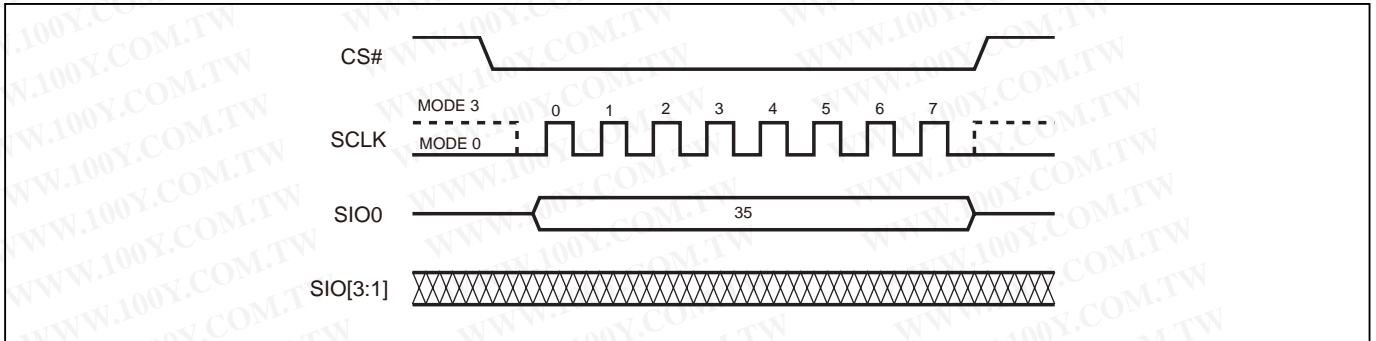 CS#
MODE 3
0 1 2 3 4 5 6 7
SCLK
MODE 0
SIO0
35
SIO[3:1]
WWW.100Y.COM.TW